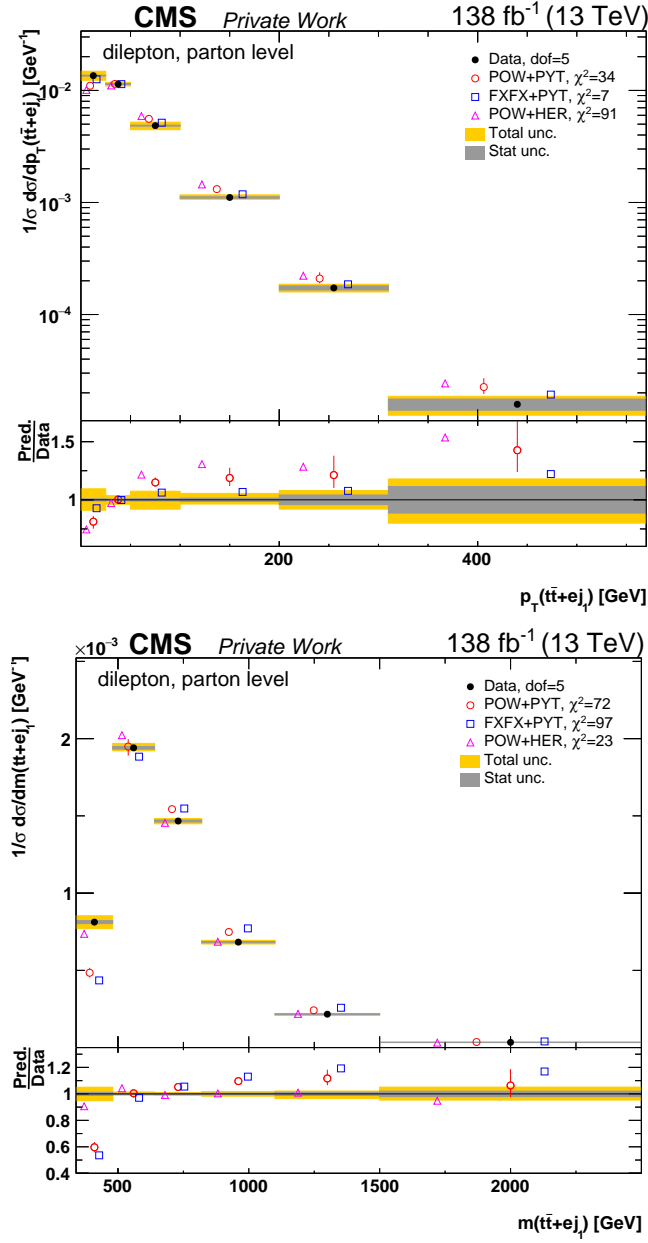 CMS Private Work 138 fb⁻¹ (13 TeV)
dilepton, parton level
Data, dof=5
POW+PYT, χ²=34
FXFX+PYT, χ²=7
POW+HER, χ²=91
Total unc.
Stat unc.
1/σ dσ/dp_T(tt̄+ej₁) [GeV⁻¹]
10⁻²
10⁻³
10⁻⁴
Pred.
Data
1.5
1
200 400
p_T(tt̄+ej₁) [GeV]
×10⁻³ CMS Private Work 138 fb⁻¹ (13 TeV)
dilepton, parton level
Data, dof=5
POW+PYT, χ²=72
FXFX+PYT, χ²=97
POW+HER, χ²=23
Total unc.
Stat unc.
1/σ dσ/dm(tt̄+ej₁) [GeV⁻¹]
2
1
Pred.
Data
1.2
1
0.8
0.6
0.4
500 1000 1500 2000
m(tt̄+ej₁) [GeV]